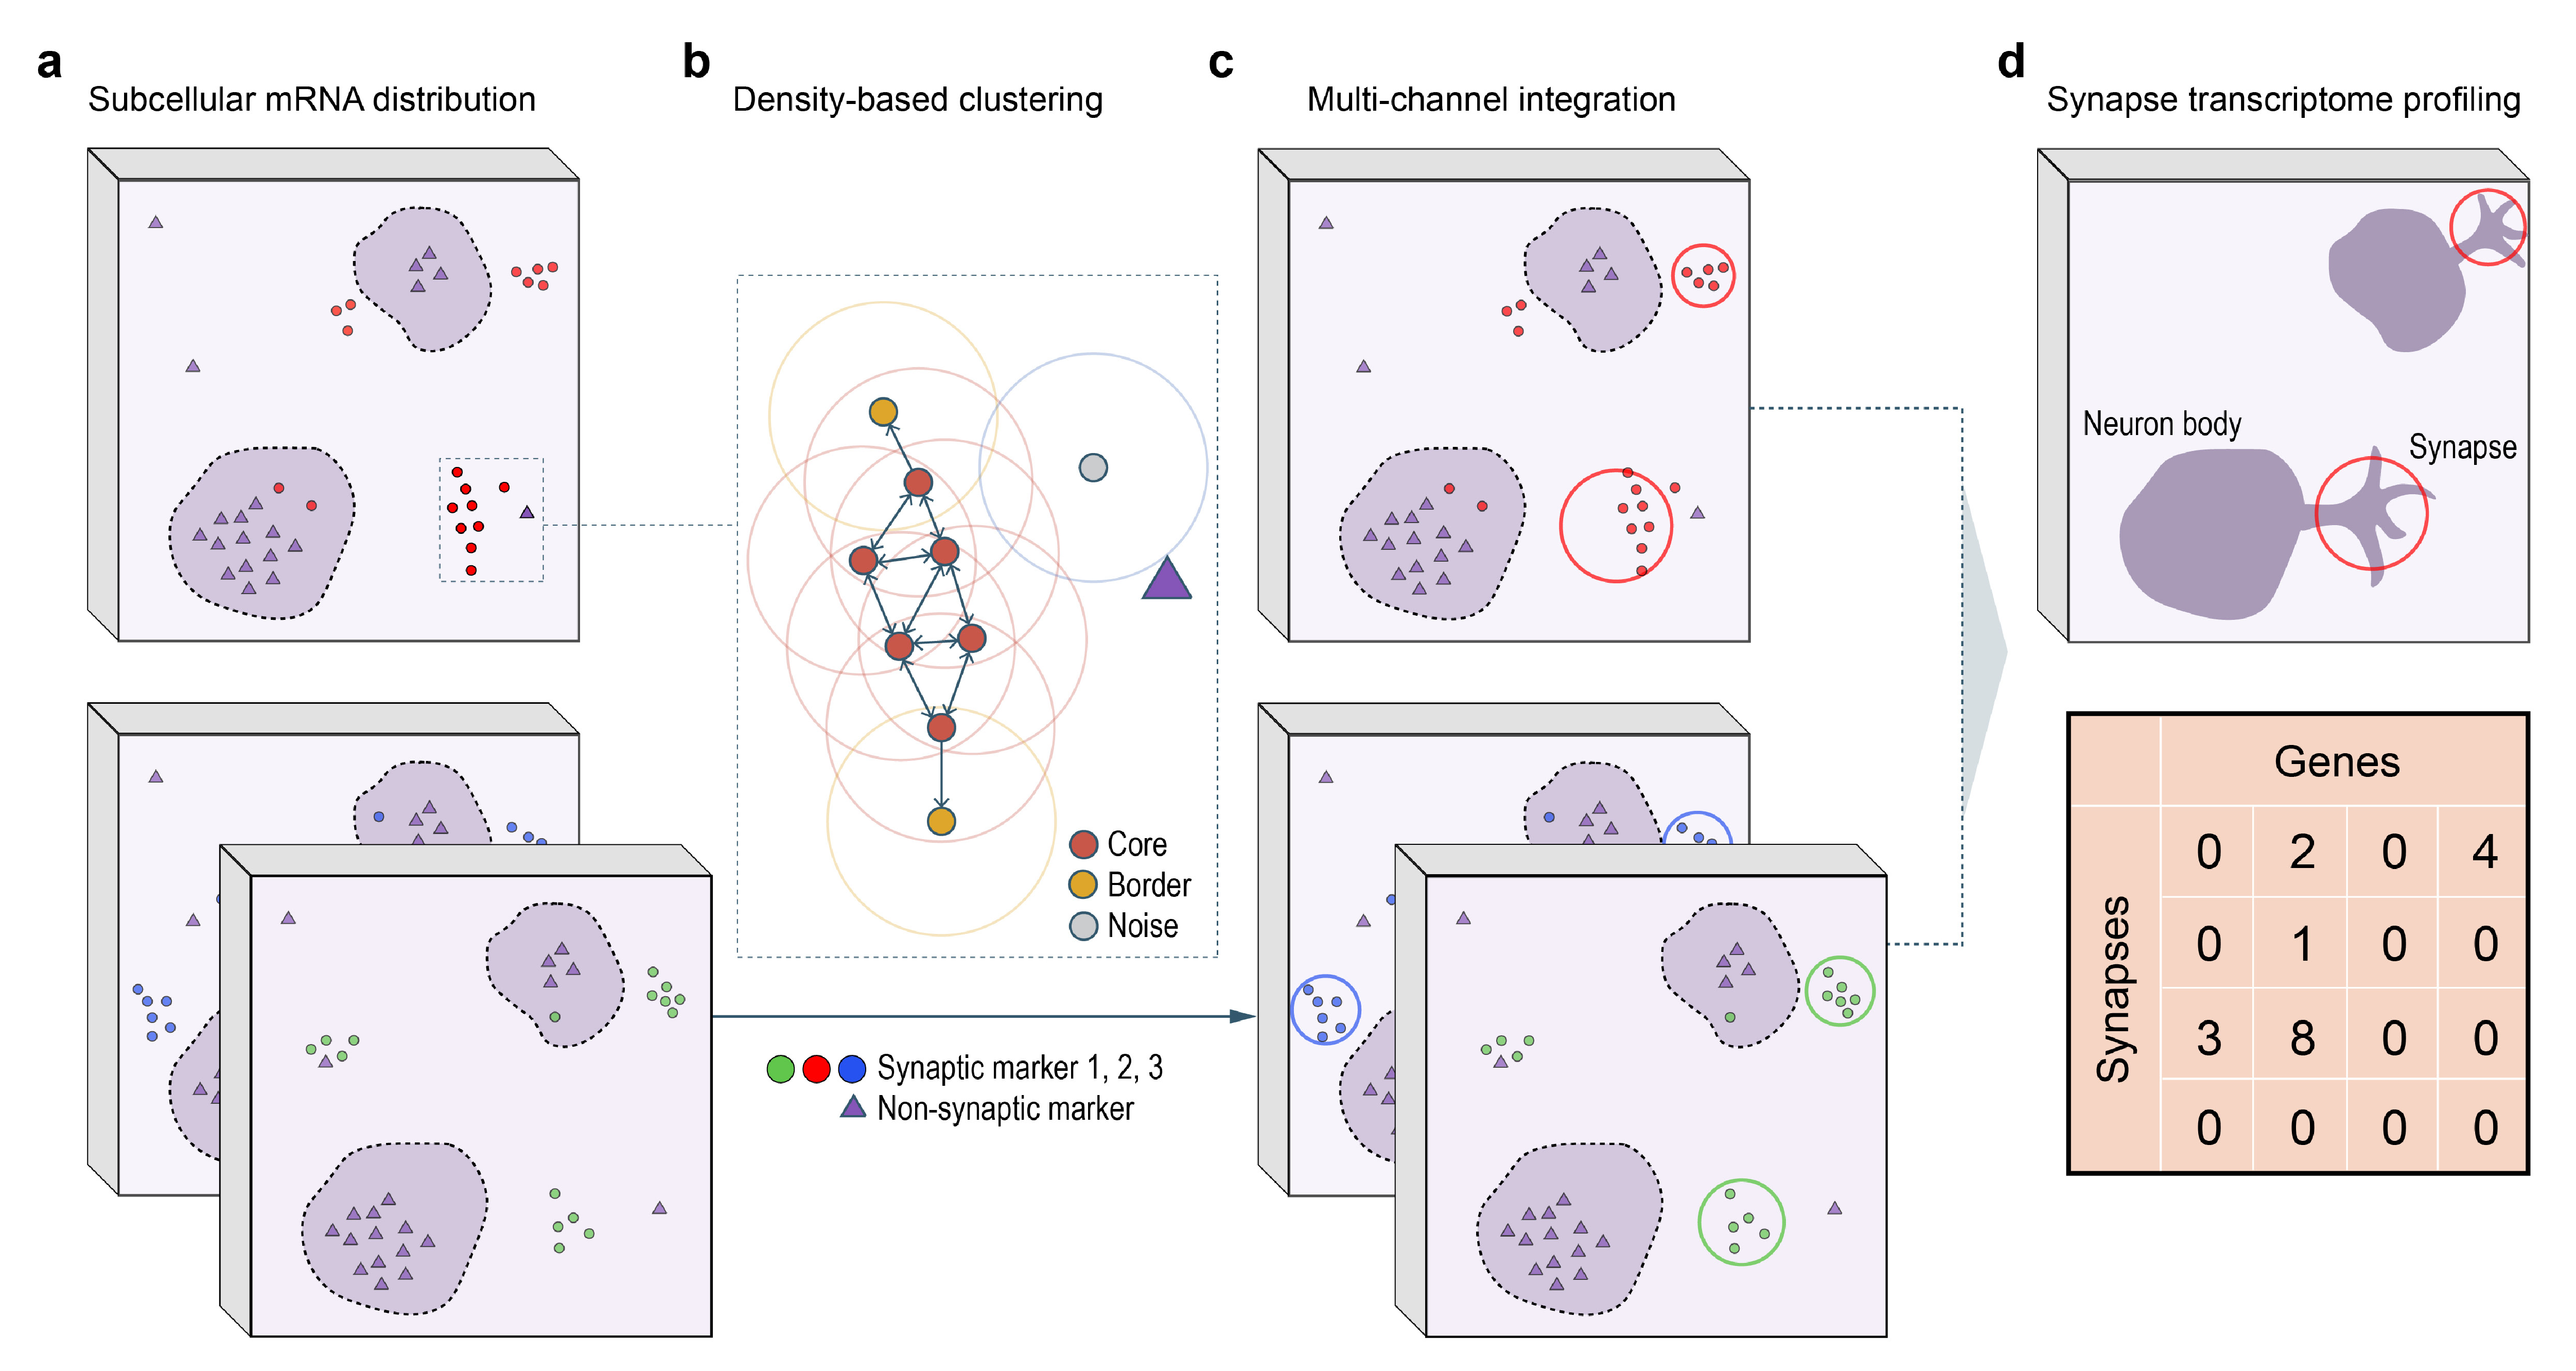 a
Subcellular mRNA distribution
b
Density-based clustering
Core
Border
Noise
Synaptic marker 1, 2, 3
Non-synaptic marker
c
Multi-channel integration
d
Synapse transcriptome profiling
Neuron body
Synapse
Genes
Synapses
0 2 0 4
0 1 0 0
3 8 0 0
0 0 0 0